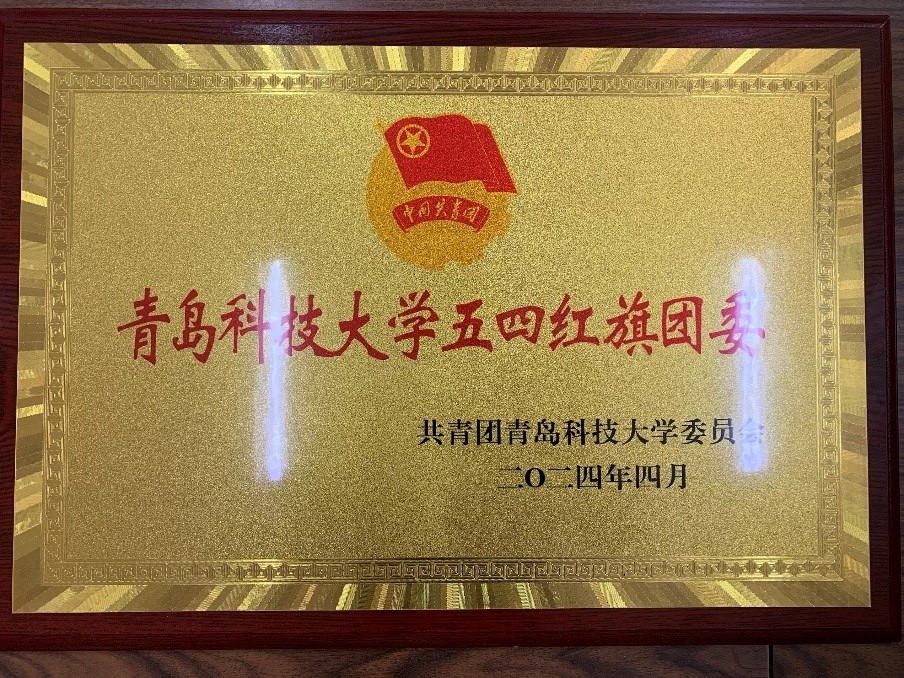 中国共青团
青岛科技大学五四红旗团委
共青团青岛科技大学委员会
二O二四年四月